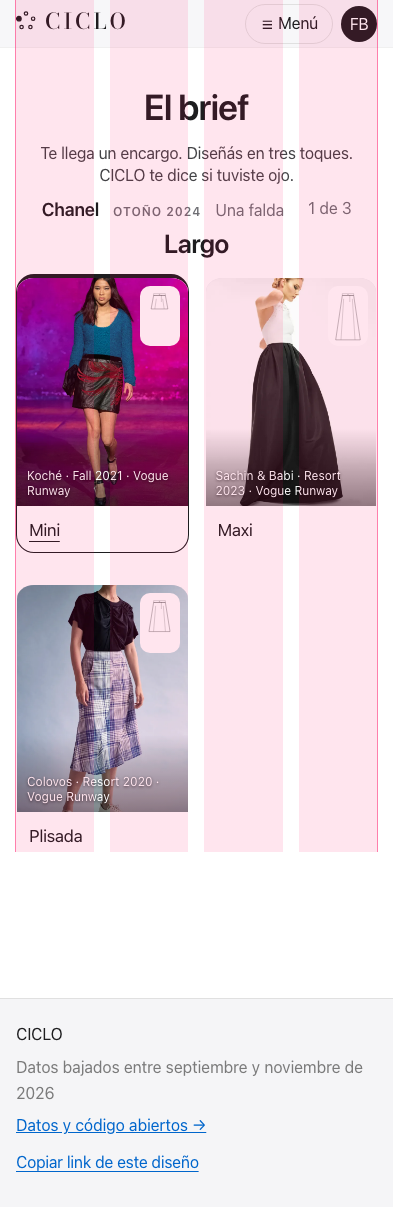 CICLO
Menú
FB
El brief
Te llega un encargo. Diseñás en tres toques.
CICLO te dice si tuviste ojo.
Chanel OTOÑO 2024 Una falda 1 de 3
Largo
Koché · Fall 2021 · Vogue
Runway
Mini
Sachin & Babi · Resort
2023 · Vogue Runway
Maxi
Colovos · Resort 2020 ·
Vogue Runway
Plisada
CICLO
Datos bajados entre septiembre y noviembre de
2026
Datos y código abiertos →
Copiar link de este diseño